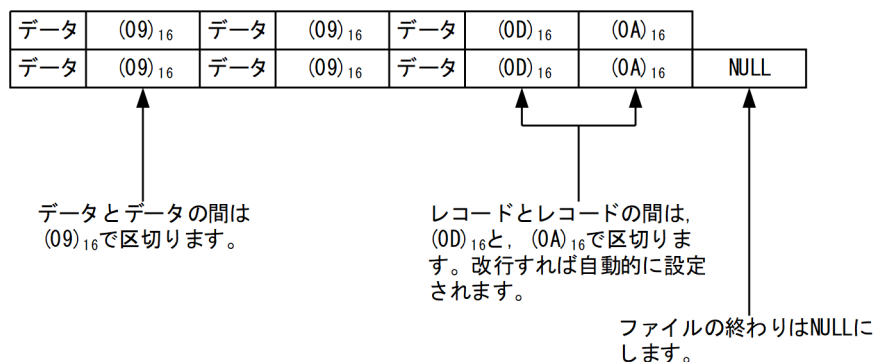 データ (09)16 データ (09)16 データ (0D)16 (0A)16
データ (09)16 データ (09)16 データ (0D)16 (0A)16 NULL
データとデータの間は
(09)16で区切ります。
レコードとレコードの間は,
(0D)16と, (0A)16で区切りま
す。改行すれば自動的に設定
されます。
ファイルの終わりはNULLに
します。